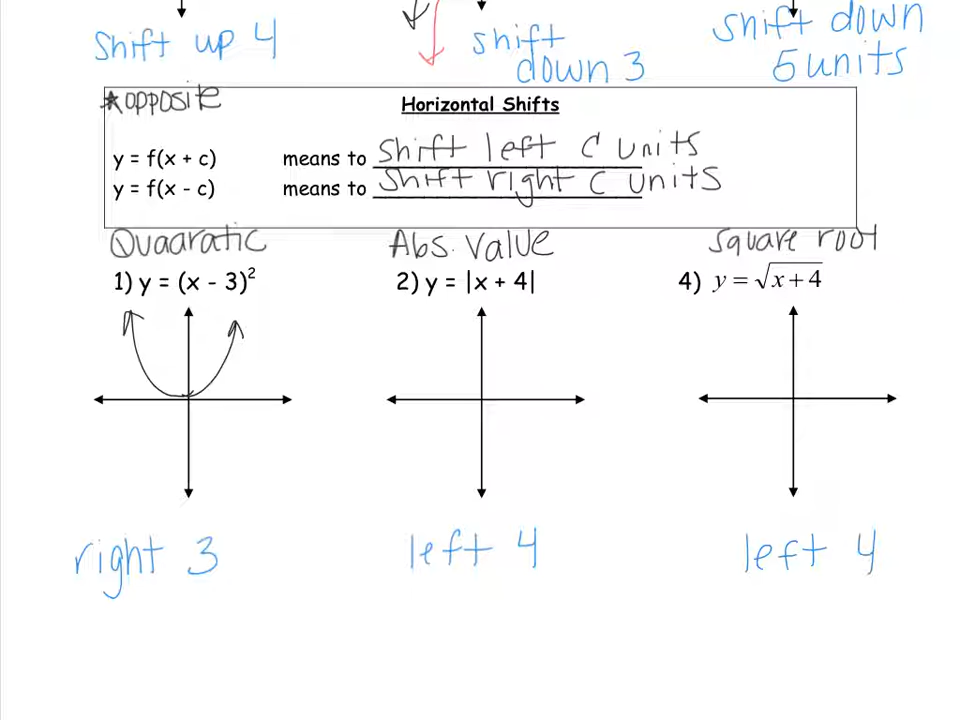 shift up 4
shift
down 3
shift down
5 units
*opposite
Horizontal Shifts
y = f(x + c) means to shift left C units
y = f(x - c) means to shift right C units
Quadratic
Abs. Value
Square root
1) y = (x - 3)²
2) y = |x + 4|
4) y = √x + 4
right 3
left 4
left 4